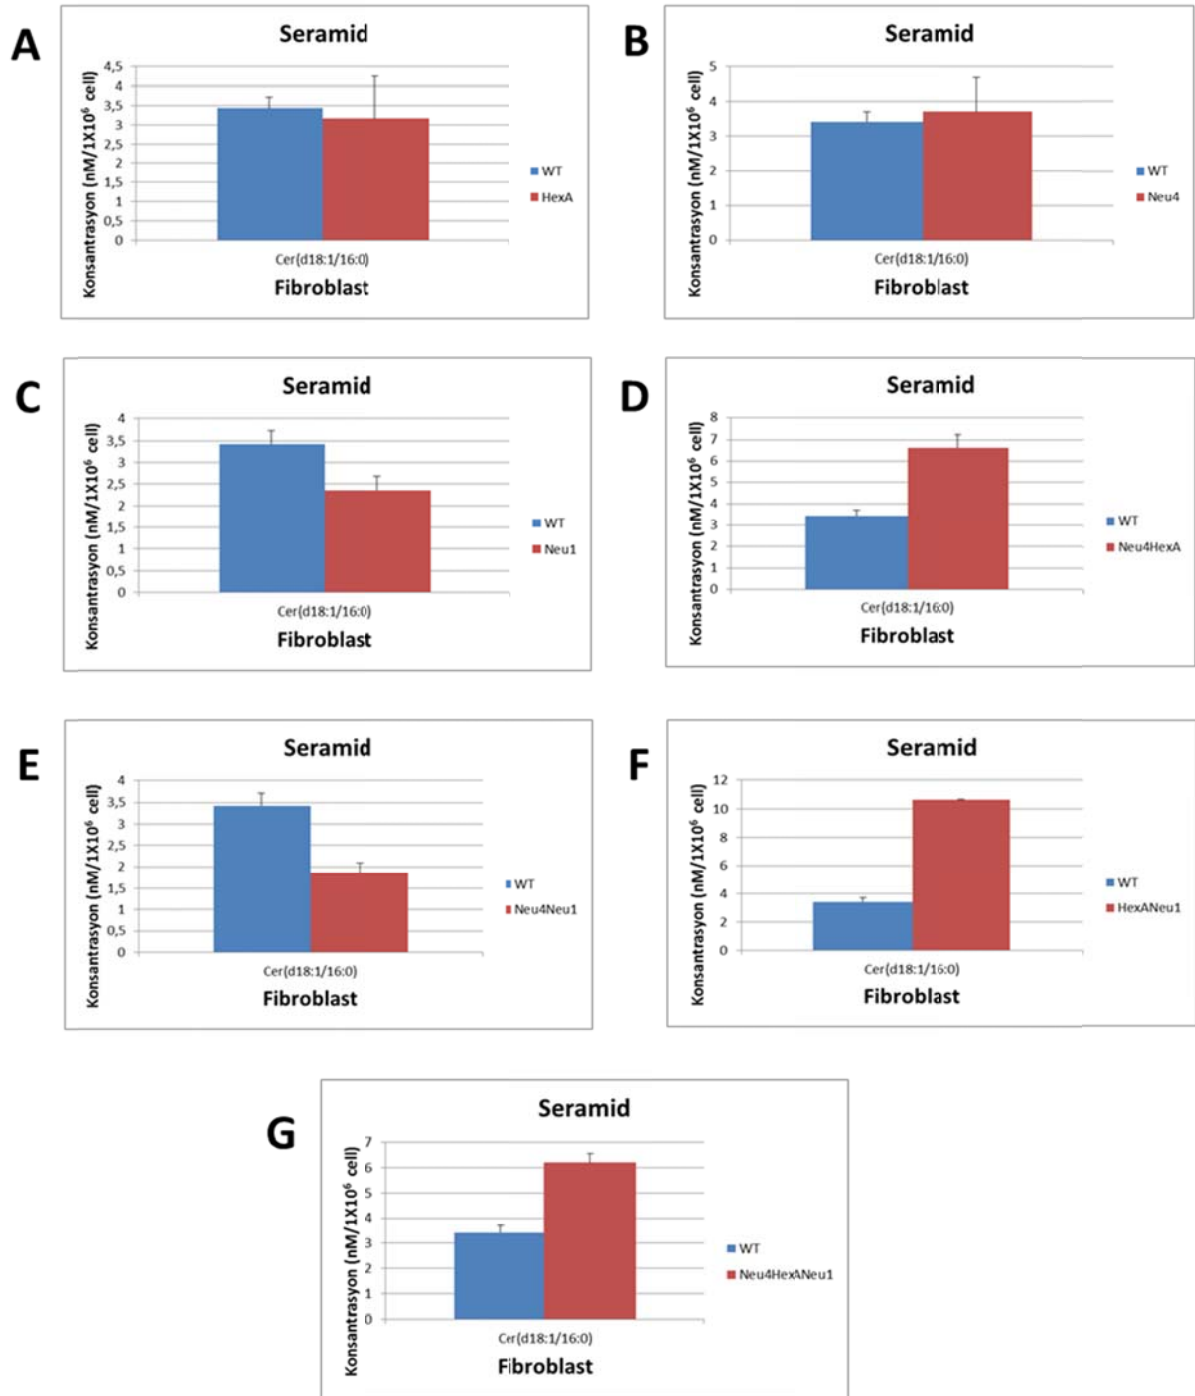 A
Seramid
Konsantrasyon (nM/1X10⁶ cell)
4,5
4
3,5
3
2,5
2
1,5
1
0,5
0
Cer(d18:1/16:0)
Fibroblast
WT
HexA
B
Seramid
Konsantrasyon (nM/1X10⁶ cell)
5
4
3
2
1
0
Cer(d18:1/16:0)
Fibroblast
WT
Neu4
C
Seramid
Konsantrasyon (nM/1X10⁶ cell)
4
3,5
3
2,5
2
1,5
1
0,5
0
Cer(d18:1/16:0)
Fibroblast
WT
Neu1
D
Seramid
Konsantrasyon (nM/1X10⁶ cell)
8
7
6
5
4
3
2
1
0
Cer(d18:1/16:0)
Fibroblast
WT
Neu4HexA
E
Seramid
Konsantrasyon (nM/1X10⁶ cell)
4
3,5
3
2,5
2
1,5
1
0,5
0
Cer(d18:1/16:0)
Fibroblast
WT
Neu4Neu1
F
Seramid
Konsantrasyon (nM/1X10⁶ cell)
12
10
8
6
4
2
0
Cer(d18:1/16:0)
Fibroblast
WT
HexANeu1
G
Seramid
Konsantrasyon (nM/1X10⁶ cell)
7
6
5
4
3
2
1
0
Cer(d18:1/16:0)
Fibroblast
WT
Neu4HexANeu1